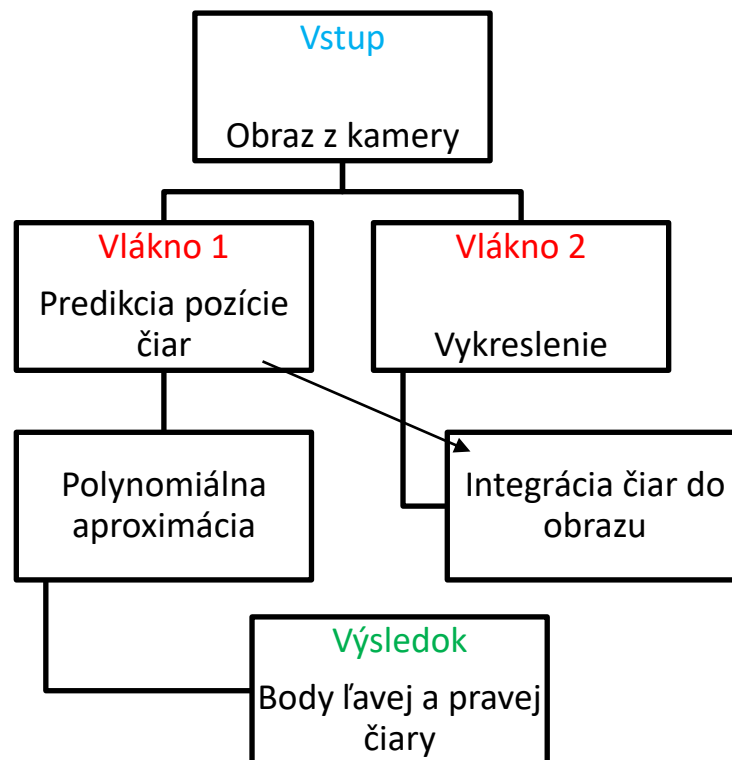 Vstup
Obraz z kamery
Vlákno 1
Predikcia pozície
čiar
Vlákno 2
Vykreslenie
Polynomiálna
aproximácia
Integrácia čiar do
obrazu
Výsledok
Body ľavej a pravej
čiary